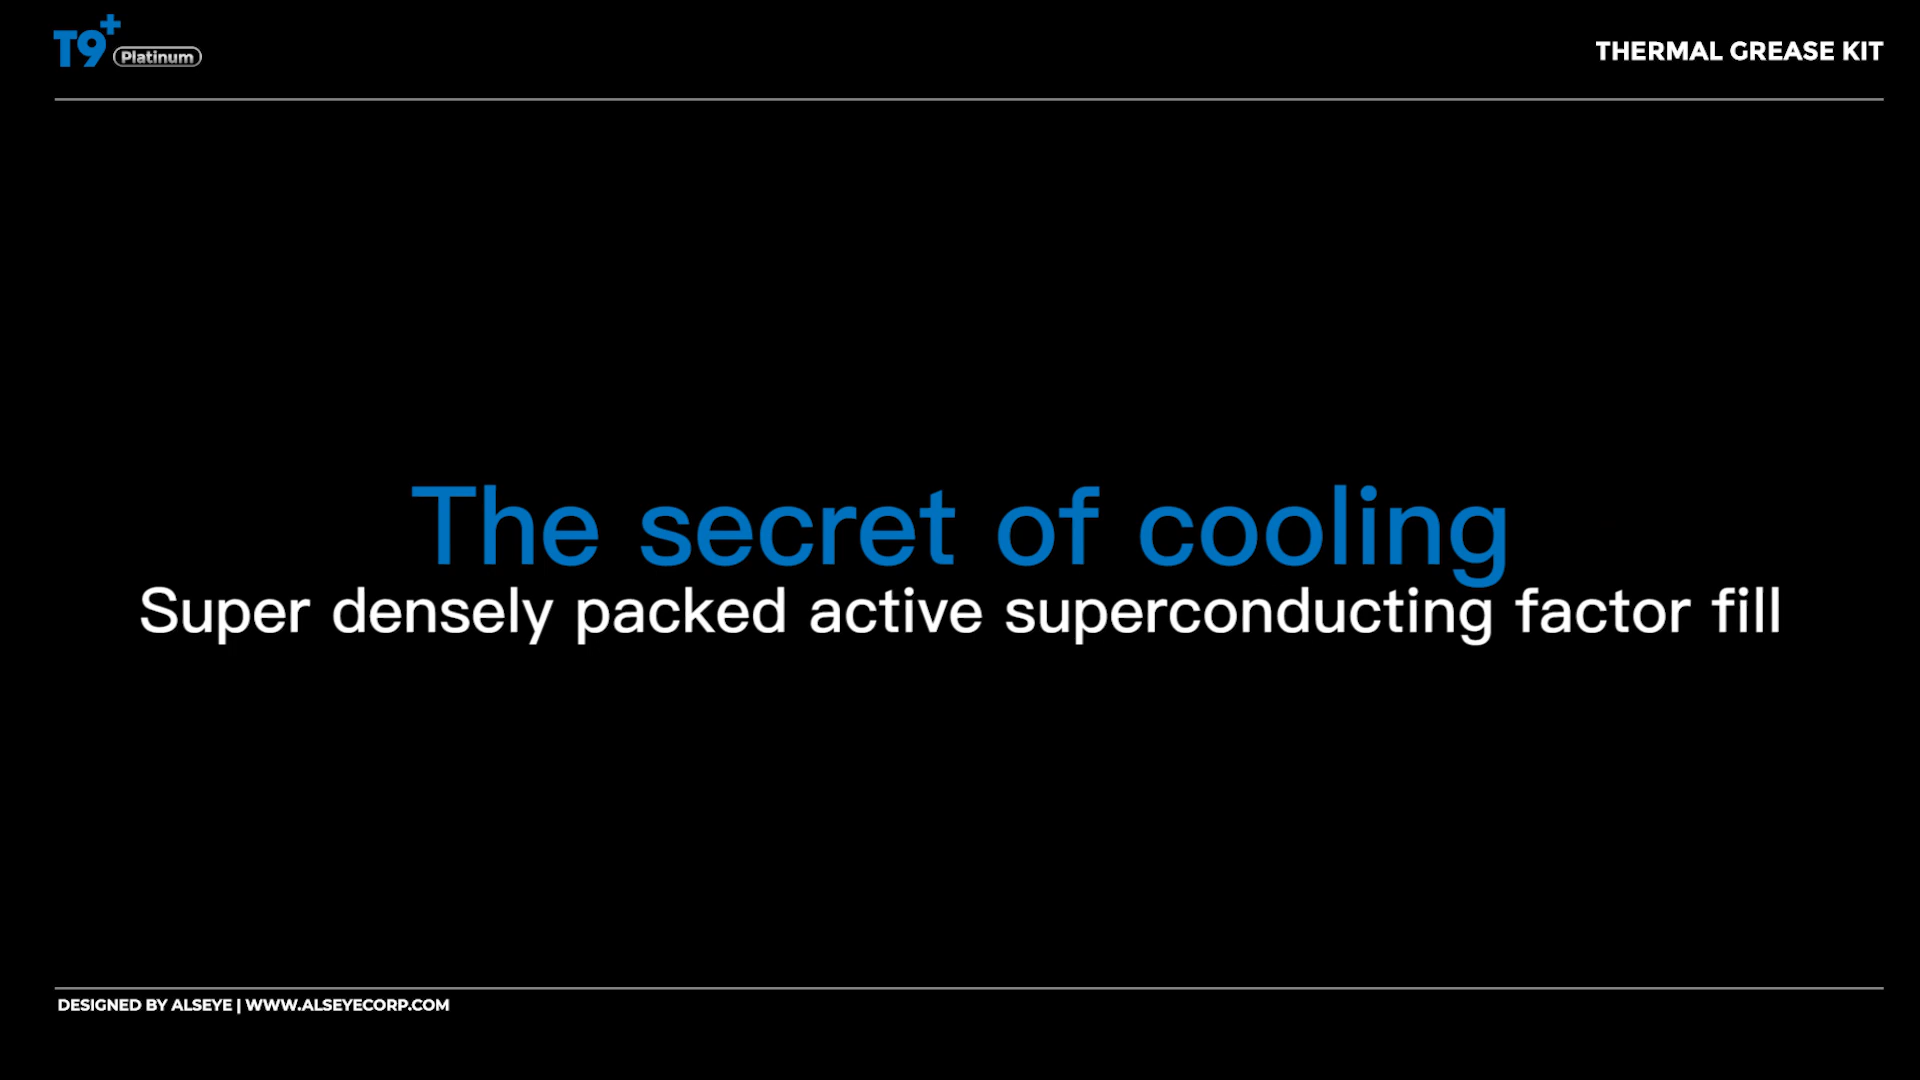 T9+ Platinum
THERMAL GREASE KIT
The secret of cooling
Super densely packed active superconducting factor fill
DESIGNED BY ALSEYE | WWW.ALSEYECORP.COM